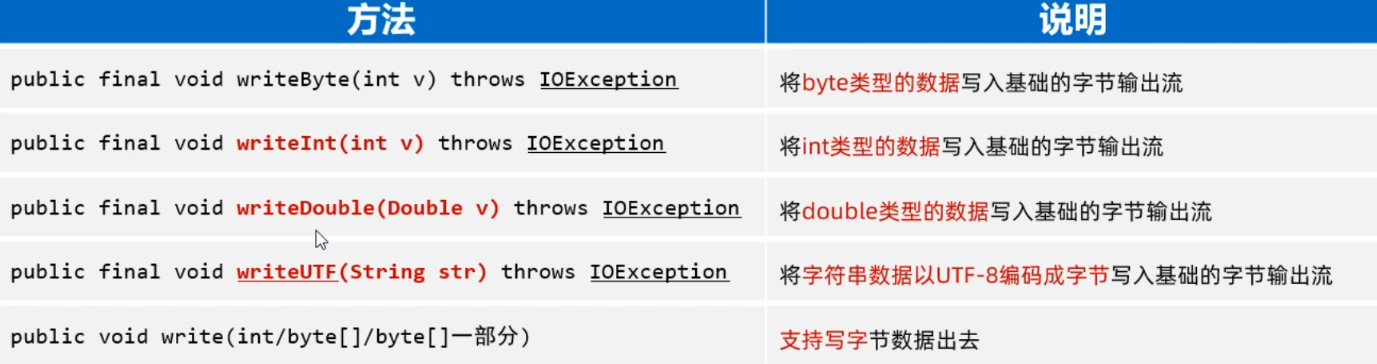 方法 说明
public final void writeByte(int v) throws IOException 将byte类型的数据写入基础的字节输出流
public final void writeInt(int v) throws IOException 将int类型的数据写入基础的字节输出流
public final void writeDouble(Double v) throws IOException 将double类型的数据写入基础的字节输出流
public final void writeUTF(String str) throws IOException 将字符串数据以UTF-8编码成字节写入基础的字节输出流
public void write(int/byte[]/byte[]一部分) 支持写字节数据出去